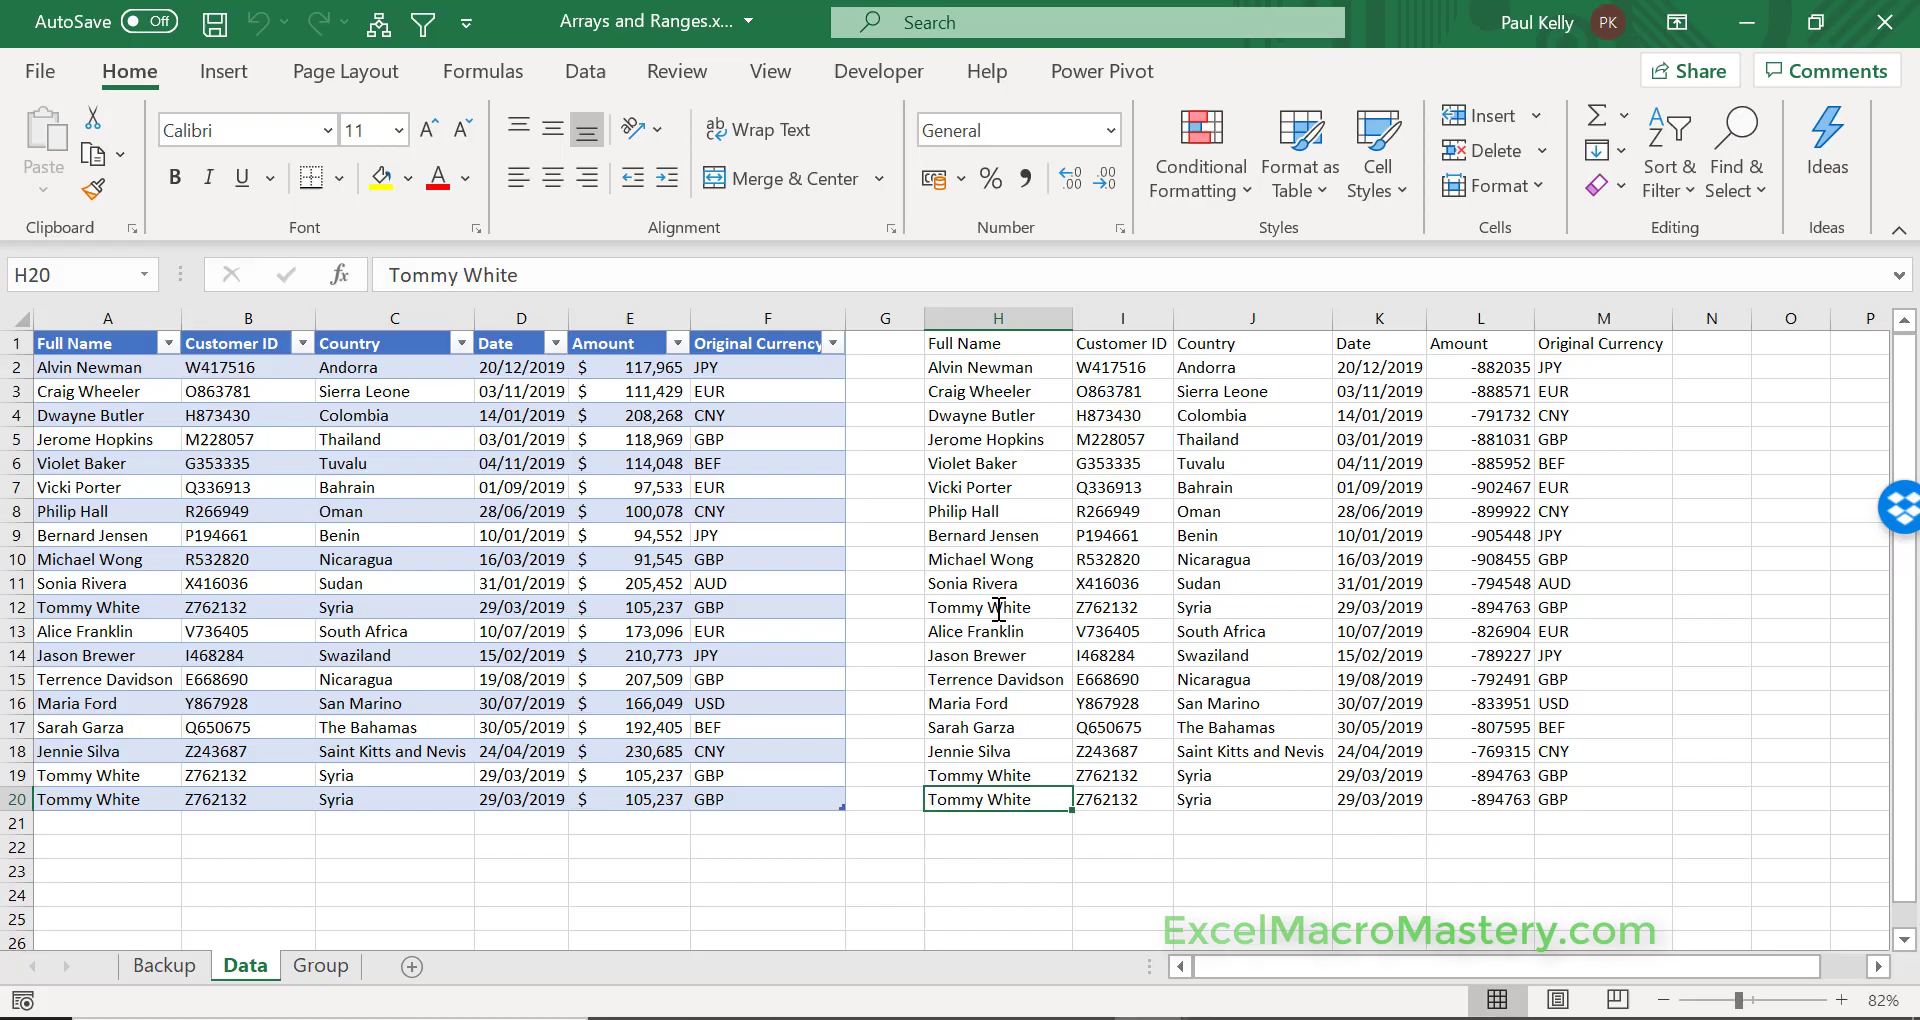 AutoSave Off Arrays and Ranges.x... Search Paul Kelly PK
File Home Insert Page Layout Formulas Data Review View Developer Help Power Pivot Share Comments
Paste
Clipboard
Calibri 11
B I U
Font
ab Wrap Text
Merge & Center
Alignment
General
% , .00
Number
Conditional Formatting
Format as Table
Cell Styles
Styles
Insert
Delete
Format
Cells
Sort & Filter
Find & Select
Editing
Ideas
Ideas
H20 fx Tommy White
A B C D E F G H I J K L M N O P
1 Full Name Customer ID Country Date Amount Original Currency Full Name Customer ID Country Date Amount Original Currency
2 Alvin Newman W417516 Andorra 20/12/2019 $ 117,965 JPY Alvin Newman W417516 Andorra 20/12/2019 -882035 JPY
3 Craig Wheeler O863781 Sierra Leone 03/11/2019 $ 111,429 EUR Craig Wheeler O863781 Sierra Leone 03/11/2019 -888571 EUR
4 Dwayne Butler H873430 Colombia 14/01/2019 $ 208,268 CNY Dwayne Butler H873430 Colombia 14/01/2019 -791732 CNY
5 Jerome Hopkins M228057 Thailand 03/01/2019 $ 118,969 GBP Jerome Hopkins M228057 Thailand 03/01/2019 -881031 GBP
6 Violet Baker G353335 Tuvalu 04/11/2019 $ 114,048 BEF Violet Baker G353335 Tuvalu 04/11/2019 -885952 BEF
7 Vicki Porter Q336913 Bahrain 01/09/2019 $ 97,533 EUR Vicki Porter Q336913 Bahrain 01/09/2019 -902467 EUR
8 Philip Hall R266949 Oman 28/06/2019 $ 100,078 CNY Philip Hall R266949 Oman 28/06/2019 -899922 CNY
9 Bernard Jensen P194661 Benin 10/01/2019 $ 94,552 JPY Bernard Jensen P194661 Benin 10/01/2019 -905448 JPY
10 Michael Wong R532820 Nicaragua 16/03/2019 $ 91,545 GBP Michael Wong R532820 Nicaragua 16/03/2019 -908455 GBP
11 Sonia Rivera X416036 Sudan 31/01/2019 $ 205,452 AUD Sonia Rivera X416036 Sudan 31/01/2019 -794548 AUD
12 Tommy White Z762132 Syria 29/03/2019 $ 105,237 GBP Tommy White Z762132 Syria 29/03/2019 -894763 GBP
13 Alice Franklin V736405 South Africa 10/07/2019 $ 173,096 EUR Alice Franklin V736405 South Africa 10/07/2019 -826904 EUR
14 Jason Brewer I468284 Swaziland 15/02/2019 $ 210,773 JPY Jason Brewer I468284 Swaziland 15/02/2019 -789227 JPY
15 Terrence Davidson E668690 Nicaragua 19/08/2019 $ 207,509 GBP Terrence Davidson E668690 Nicaragua 19/08/2019 -792491 GBP
16 Maria Ford Y867928 San Marino 30/07/2019 $ 166,049 USD Maria Ford Y867928 San Marino 30/07/2019 -833951 USD
17 Sarah Garza Q650675 The Bahamas 30/05/2019 $ 192,405 BEF Sarah Garza Q650675 The Bahamas 30/05/2019 -807595 BEF
18 Jennie Silva Z243687 Saint Kitts and Nevis 24/04/2019 $ 230,685 CNY Jennie Silva Z243687 Saint Kitts and Nevis 24/04/2019 -769315 CNY
19 Tommy White Z762132 Syria 29/03/2019 $ 105,237 GBP Tommy White Z762132 Syria 29/03/2019 -894763 GBP
20 Tommy White Z762132 Syria 29/03/2019 $ 105,237 GBP Tommy White Z762132 Syria 29/03/2019 -894763 GBP
21
22
23
24
25
26
ExcelMacroMastery.com
Backup Data Group
82%